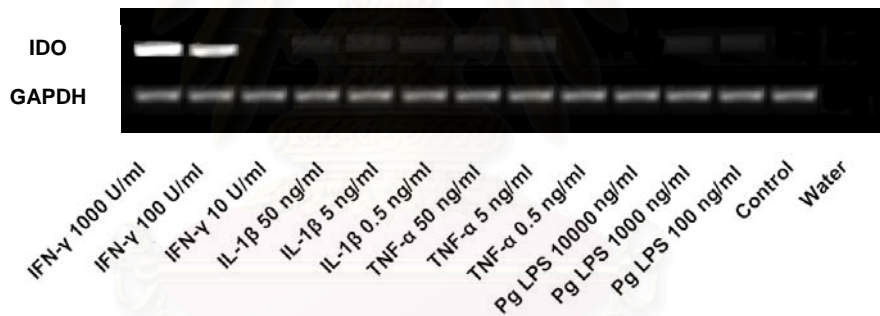 IDO
GAPDH
IFN-γ 1000 U/ml
IFN-γ 100 U/ml
IFN-γ 10 U/ml
IL-1β 50 ng/ml
IL-1β 5 ng/ml
IL-1β 0.5 ng/ml
TNF-α 50 ng/ml
TNF-α 5 ng/ml
TNF-α 0.5 ng/ml
Pg LPS 10000 ng/ml
Pg LPS 1000 ng/ml
Pg LPS 100 ng/ml
Control
Water